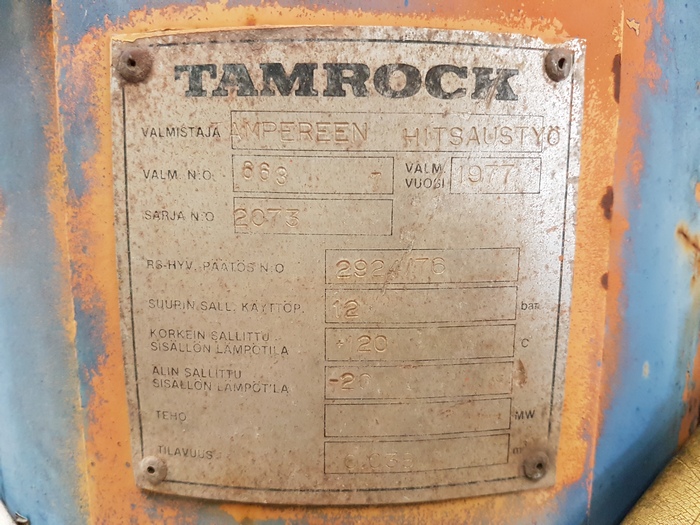 TAMROCK
VALMISTAJA AMPEREEN HITSAUSTYÖ
VALM. N:O 668 - VALM. VUOSI 1977
SARJA N:O 2073
RS-HYV. PÄÄTÖS N:O 292 / 76
SUURIN SALL. KÄYTTÖP. 12 bar
KORKEIN SALLITTU
SISÄLLÖN LÄMPÖTILA +120 °C
ALIN SALLITTU
SISÄLLÖN LÄMPÖTILA -20
TEHO MW
TILAVUUS